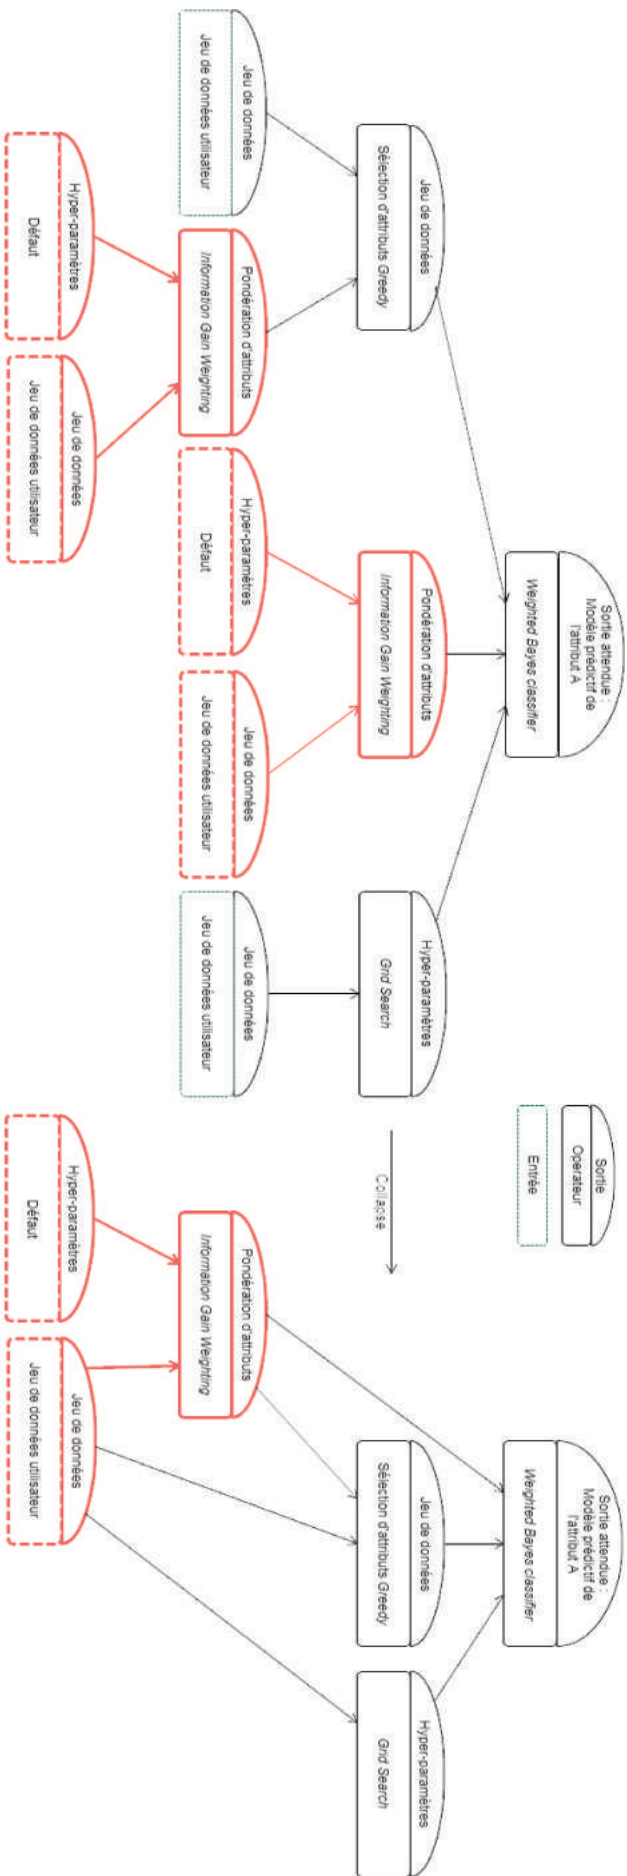 Sortie attendue :
Modèle prédictif de
l'attribut A
Weighted Bayes classifier
Jeu de données
Sélection d'attributs Greedy
Pondération d'attributs
Information Gain Weighting
Hyper-paramètres
Grid Search
Jeu de données
Jeu de données utilisateur
Pondération d'attributs
Information Gain Weighting
Hyper-paramètres
Défaut
Jeu de données
Jeu de données utilisateur
Jeu de données
Jeu de données utilisateur
Hyper-paramètres
Défaut
Jeu de données
Jeu de données utilisateur
Sortie
Operateur
Entrée
Collapse
Sortie attendue :
Modèle prédictif de
l'attribut A
Weighted Bayes classifier
Jeu de données
Sélection d'attributs Greedy
Hyper-paramètres
Grid Search
Pondération d'attributs
Information Gain Weighting
Hyper-paramètres
Défaut
Jeu de données
Jeu de données utilisateur